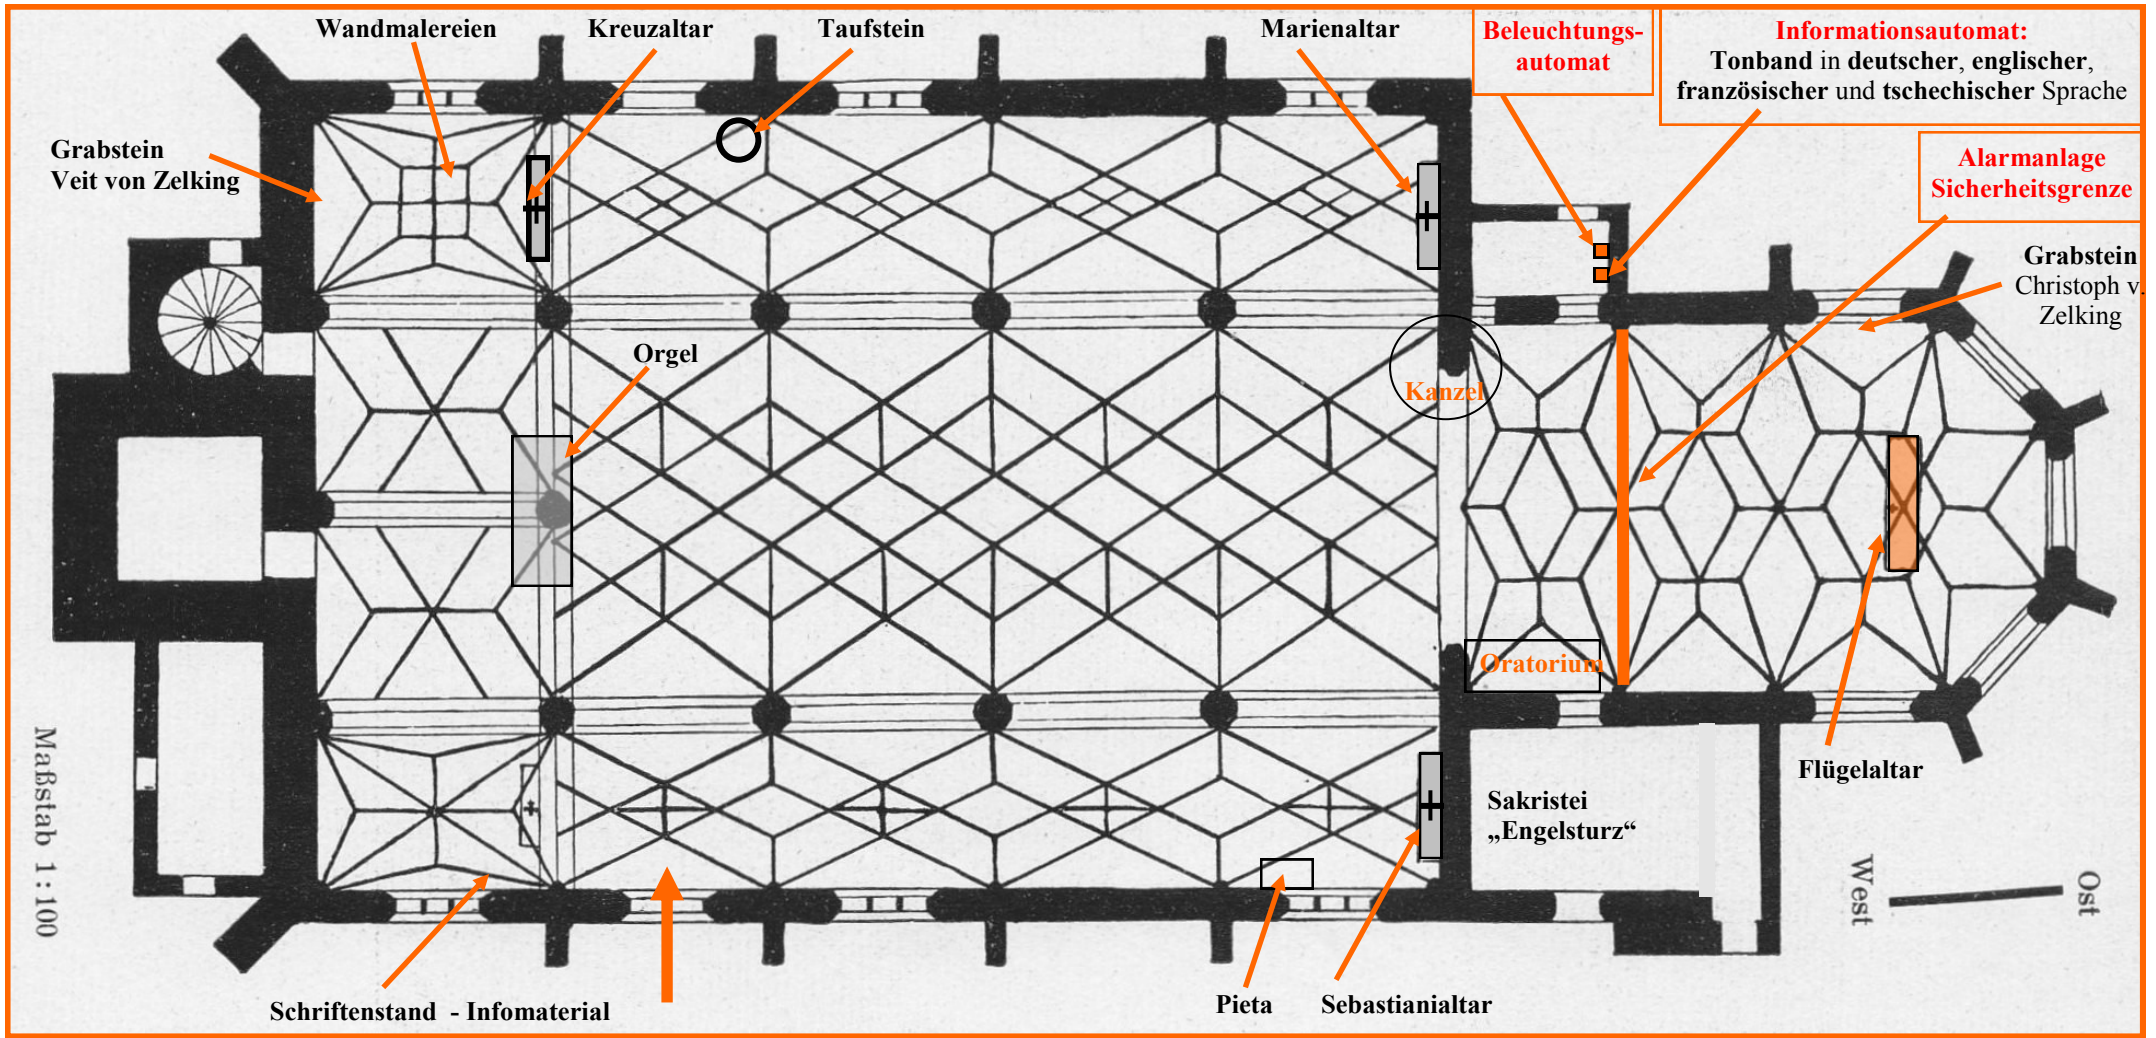 Wandmalereien
Kreuzaltar
Taufstein
Marienaltar
Beleuchtungs-
automat
Informationsautomat:
Tonband in deutscher, englischer,
französischer und tschechischer Sprache
Grabstein
Veit von Zelking
Alarmanlage
Sicherheitsgrenze
Grabstein
Christoph v.
Zelking
Orgel
Kanzel
Oratorium
Flügelaltar
Sakristei
„Engelsturz“
Maßstab 1:100
West
Ost
Schriftenstand - Infomaterial
Pieta
Sebastianialtar